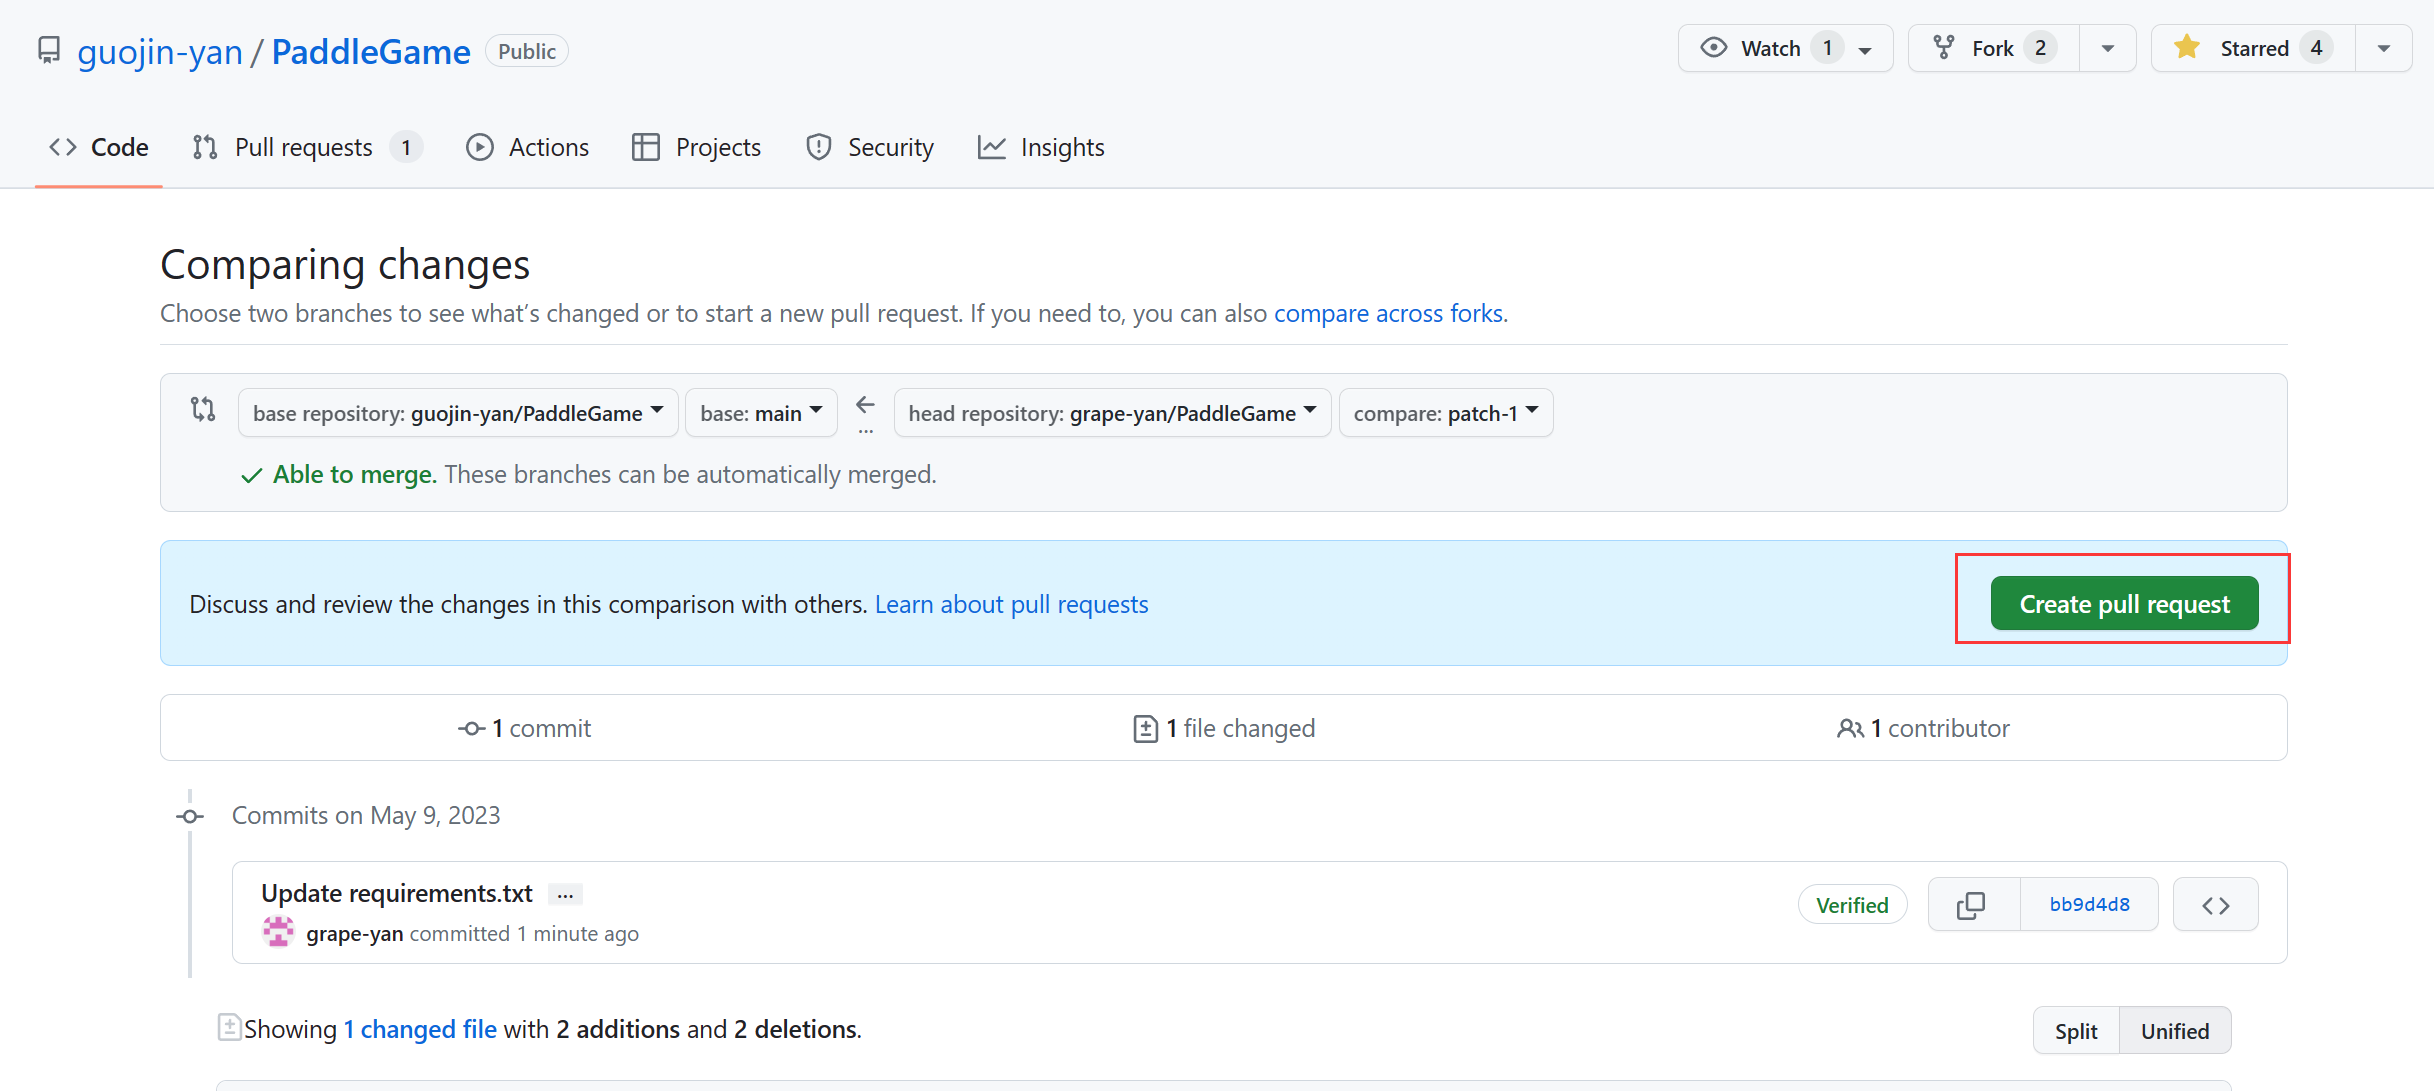 guojin-yan / PaddleGame Public Watch 1 Fork 2 Starred 4
Code Pull requests 1 Actions Projects Security Insights
Comparing changes
Choose two branches to see what's changed or to start a new pull request. If you need to, you can also compare across forks.
base repository: guojin-yan/PaddleGame base: main ← ... head repository: grape-yan/PaddleGame compare: patch-1
Able to merge. These branches can be automatically merged.
Discuss and review the changes in this comparison with others. Learn about pull requests Create pull request
1 commit 1 file changed 1 contributor
Commits on May 9, 2023
Update requirements.txt ...
grape-yan committed 1 minute ago Verified bb9d4d8
Showing 1 changed file with 2 additions and 2 deletions. Split Unified